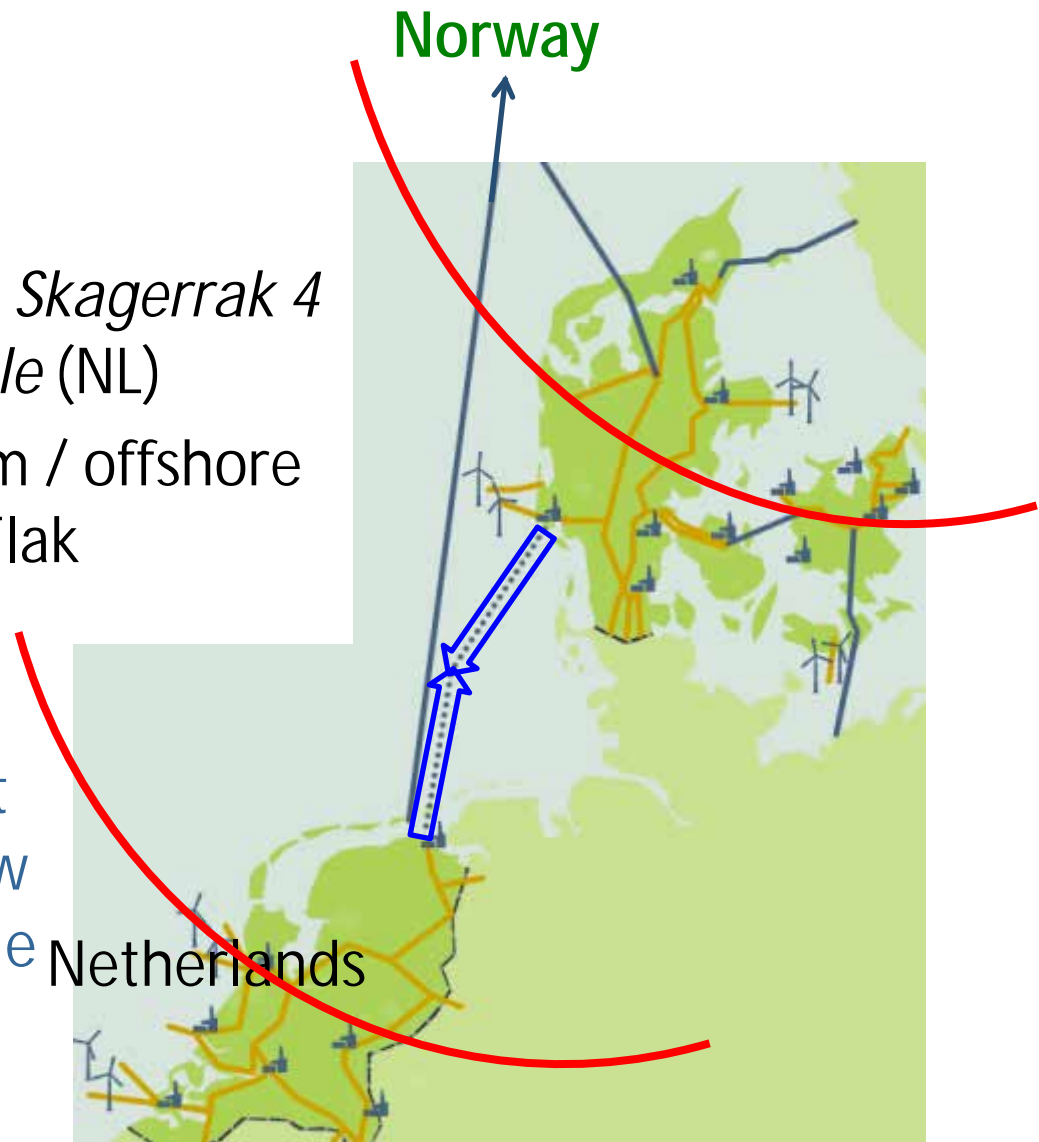 Norway
Skagerrak 4
le (NL)
m / offshore
lak
t
w
e
Netherlands